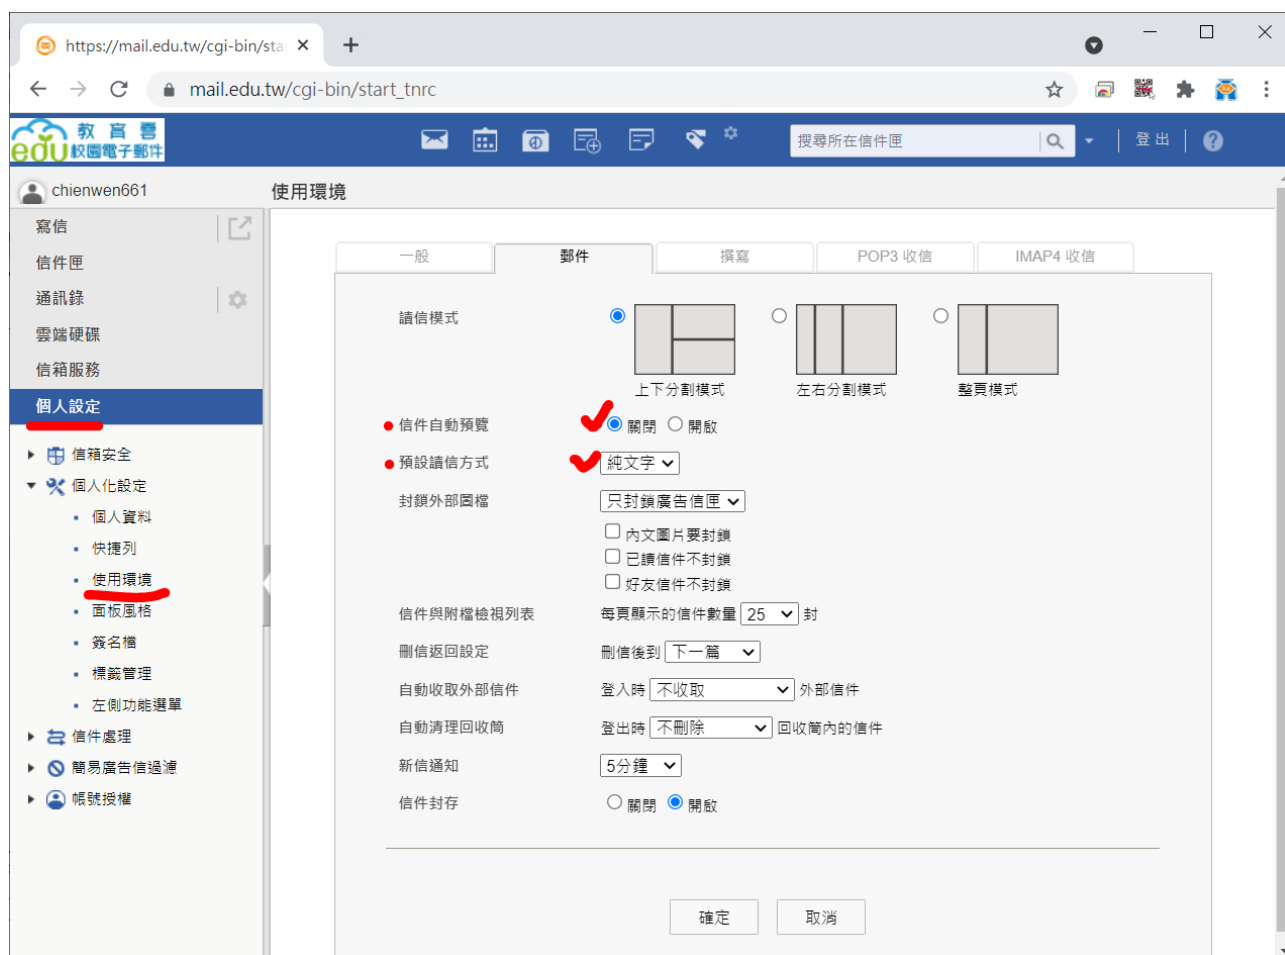 https://mail.edu.tw/cgi-bin/sta
mail.edu.tw/cgi-bin/start_tnrc
edu 教育雲
校園電子郵件
搜尋所在信件匣
登出
chienwen661
使用環境
寫信
信件匣
通訊錄
雲端硬碟
信箱服務
個人設定
信箱安全
個人化設定
個人資料
快捷列
使用環境
面板風格
簽名檔
標籤管理
左側功能選單
信件處理
簡易廣告信過濾
帳號授權
一般 郵件 撰寫 POP3 收信 IMAP4 收信
讀信模式
上下分割模式 左右分割模式 整頁模式
信件自動預覽 關閉 開啟
預設讀信方式 純文字
封鎖外部圖檔 只封鎖廣告信匣
內文圖片要封鎖
已讀信件不封鎖
好友信件不封鎖
信件與附檔檢視列表 每頁顯示的信件數量 25 封
刪信返回設定 刪信後到 下一篇
自動收取外部信件 登入時 不收取 外部信件
自動清理回收筒 登出時 不刪除 回收筒內的信件
新信通知 5分鐘
信件封存 關閉 開啟
確定 取消